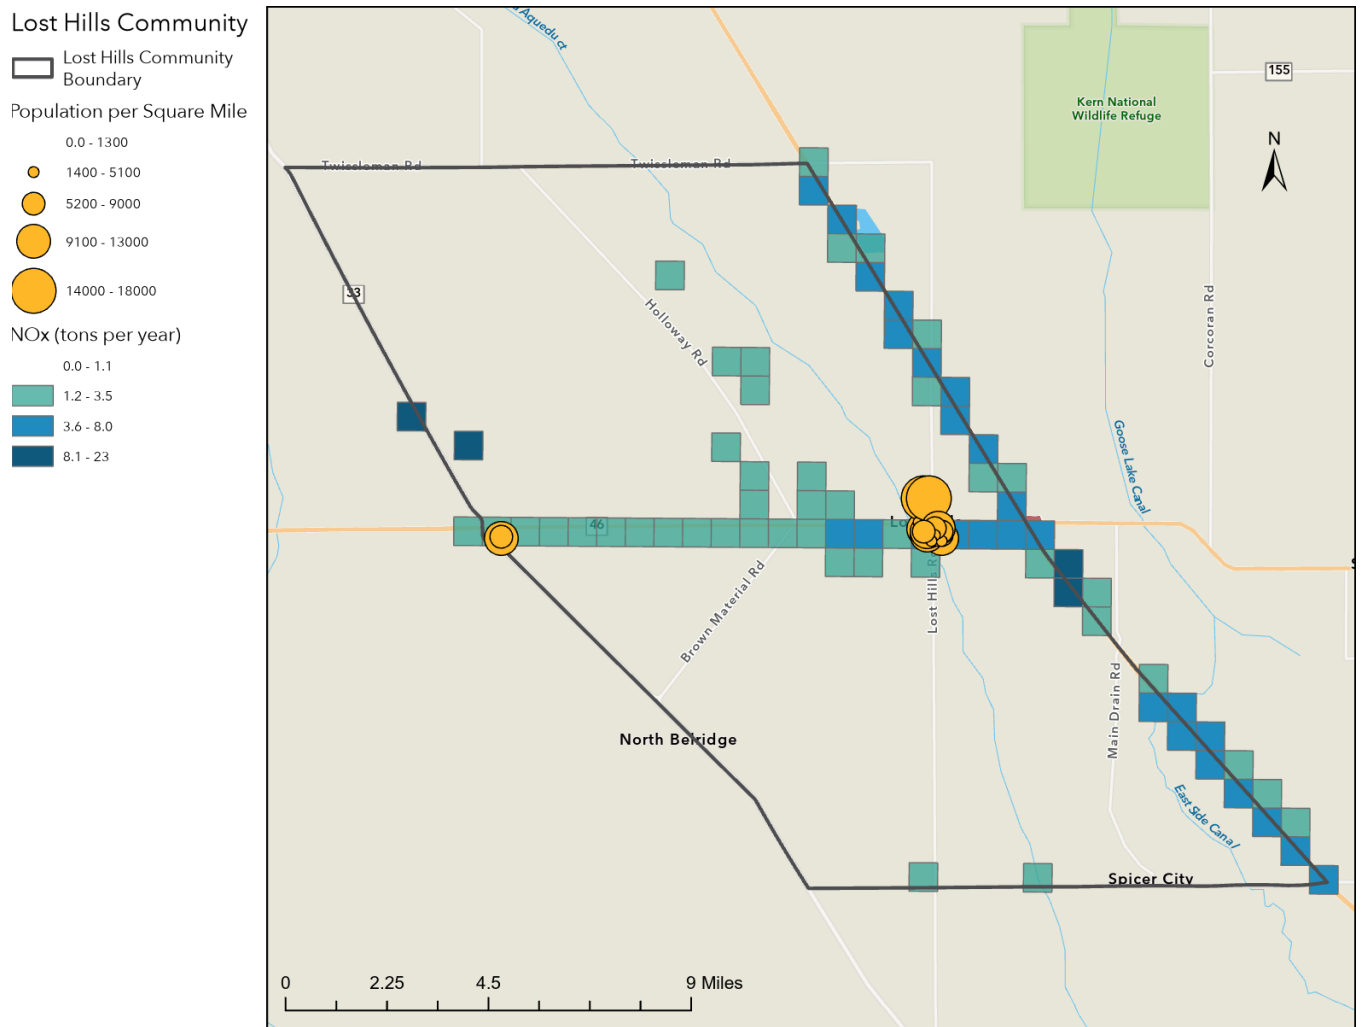 Lost Hills Community
Lost Hills Community
Boundary
Population per Square Mile
0.0 - 1300
1400 - 5100
5200 - 9000
9100 - 13000
14000 - 18000
NOx (tons per year)
0.0 - 1.1
1.2 - 3.5
3.6 - 8.0
8.1 - 23
Aqueduct
155
Kern National
Wildlife Refuge
N
Twisselman Rd
Twisselman Rd
33
Holloway Rd
Corcoran Rd
Goose Lake Canal
46
Lo
Lost Hills R
Brown Material Rd
Main Drain Rd
North Belridge
East Side Canal
Spicer City
0
2.25
4.5
9 Miles